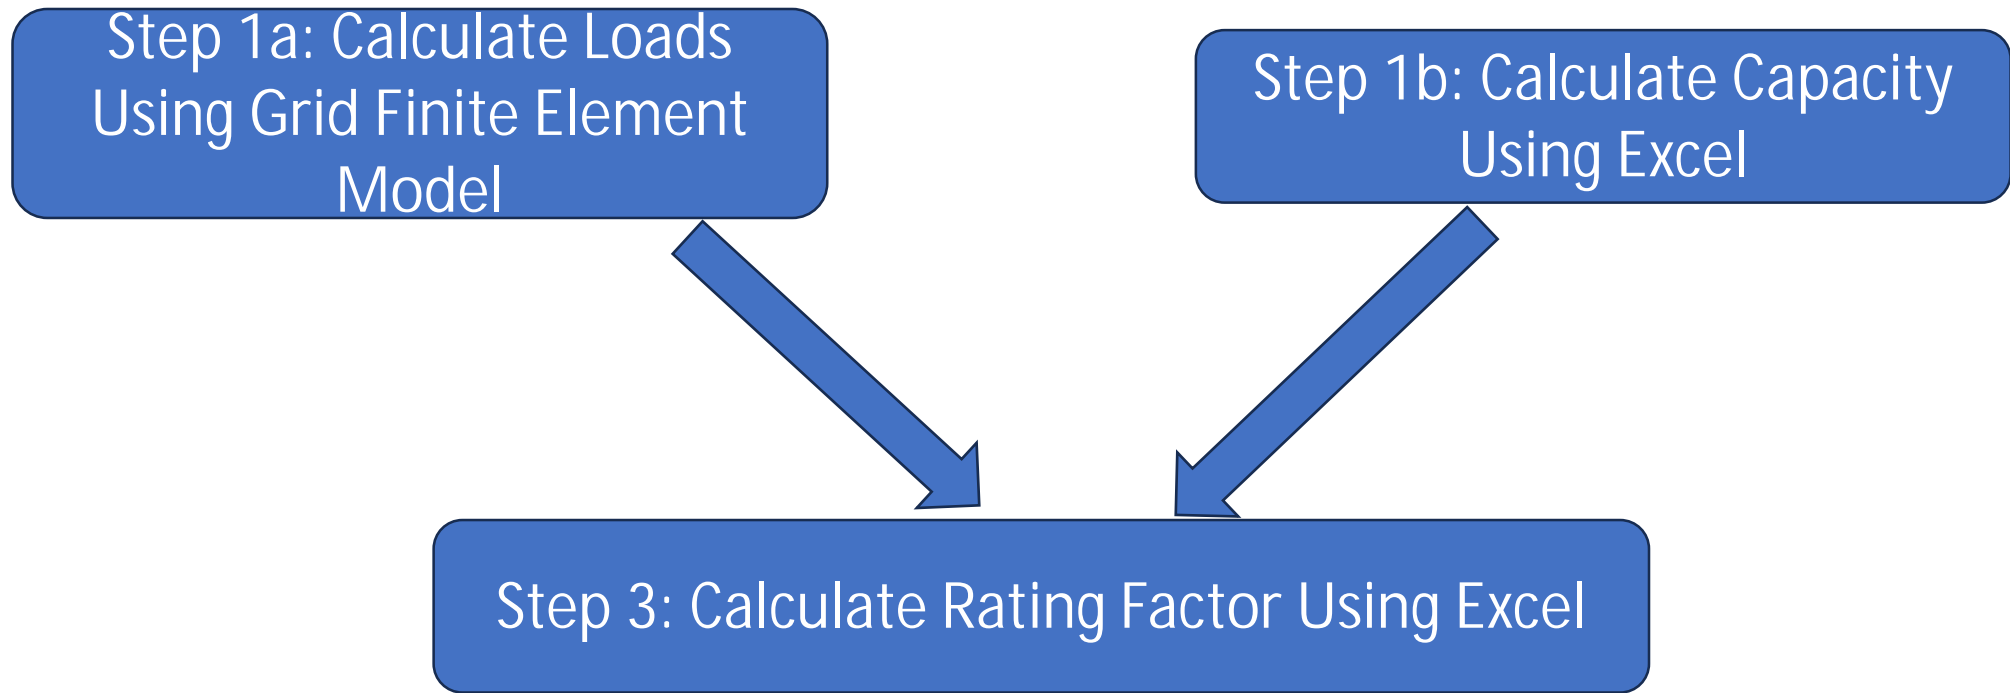 Step 1a: Calculate Loads
Using Grid Finite Element
Model
Step 1b: Calculate Capacity
Using Excel
Step 3: Calculate Rating Factor Using Excel